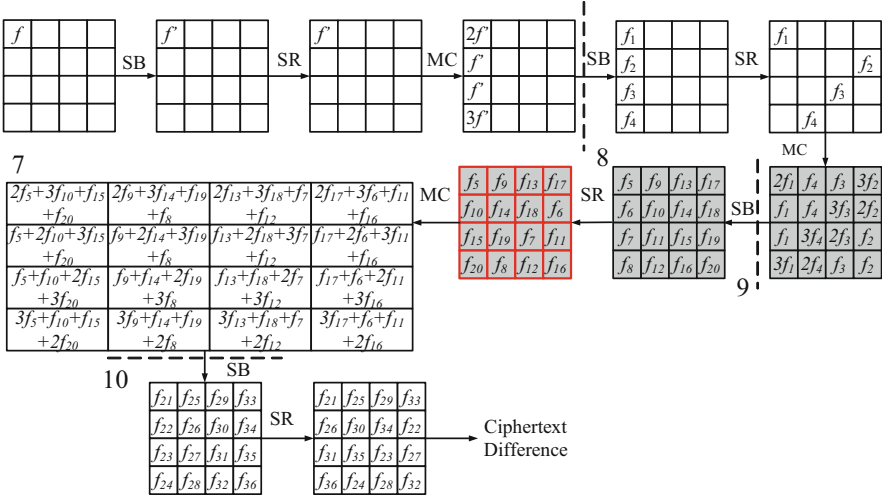 f f' f' 2f' f₁ f₁
SB SR MC SB SR
f' f₂ f₂
f' f₃ f₃
3f' f₄ f₄
7 8 MC
2f₅+3f₁₀+f₁₅+f₂₀ 2f₉+3f₁₄+f₁₉+f₈ 2f₁₃+3f₁₈+f₇+f₁₂ 2f₁₇+3f₆+f₁₁+f₁₆
f₅+2f₁₀+3f₁₅+f₂₀ f₉+2f₁₄+3f₁₉+f₈ f₁₃+2f₁₈+3f₇+f₁₂ f₁₇+2f₆+3f₁₁+f₁₆
f₅+f₁₀+2f₁₅+3f₂₀ f₉+f₁₄+2f₁₉+3f₈ f₁₃+f₁₈+2f₇+3f₁₂ f₁₇+f₆+2f₁₁+3f₁₆
3f₅+f₁₀+f₁₅+2f₂₀ 3f₉+f₁₄+f₁₉+2f₈ 3f₁₃+f₁₈+f₇+2f₁₂ 3f₁₇+f₆+f₁₁+2f₁₆
MC
f₅ f₉ f₁₃ f₁₇
f₁₀ f₁₄ f₁₈ f₆
f₁₅ f₁₉ f₇ f₁₁
f₂₀ f₈ f₁₂ f₁₆
SR
f₅ f₉ f₁₃ f₁₇
f₆ f₁₀ f₁₄ f₁₈
f₇ f₁₁ f₁₅ f₁₉
f₈ f₁₂ f₁₆ f₂₀
SB
2f₁ f₄ f₃ 3f₂
f₁ f₄ 3f₃ 2f₂
f₁ 3f₄ 2f₃ f₂
3f₁ 2f₄ f₃ f₂
9
10 SB
f₂₁ f₂₅ f₂₉ f₃₃
f₂₂ f₂₆ f₃₀ f₃₄
f₂₃ f₂₇ f₃₁ f₃₅
f₂₄ f₂₈ f₃₂ f₃₆
SR
f₂₁ f₂₅ f₂₉ f₃₃
f₂₆ f₃₀ f₃₄ f₂₂
f₃₁ f₃₅ f₂₃ f₂₇
f₃₆ f₂₄ f₂₈ f₃₂
Ciphertext
Difference